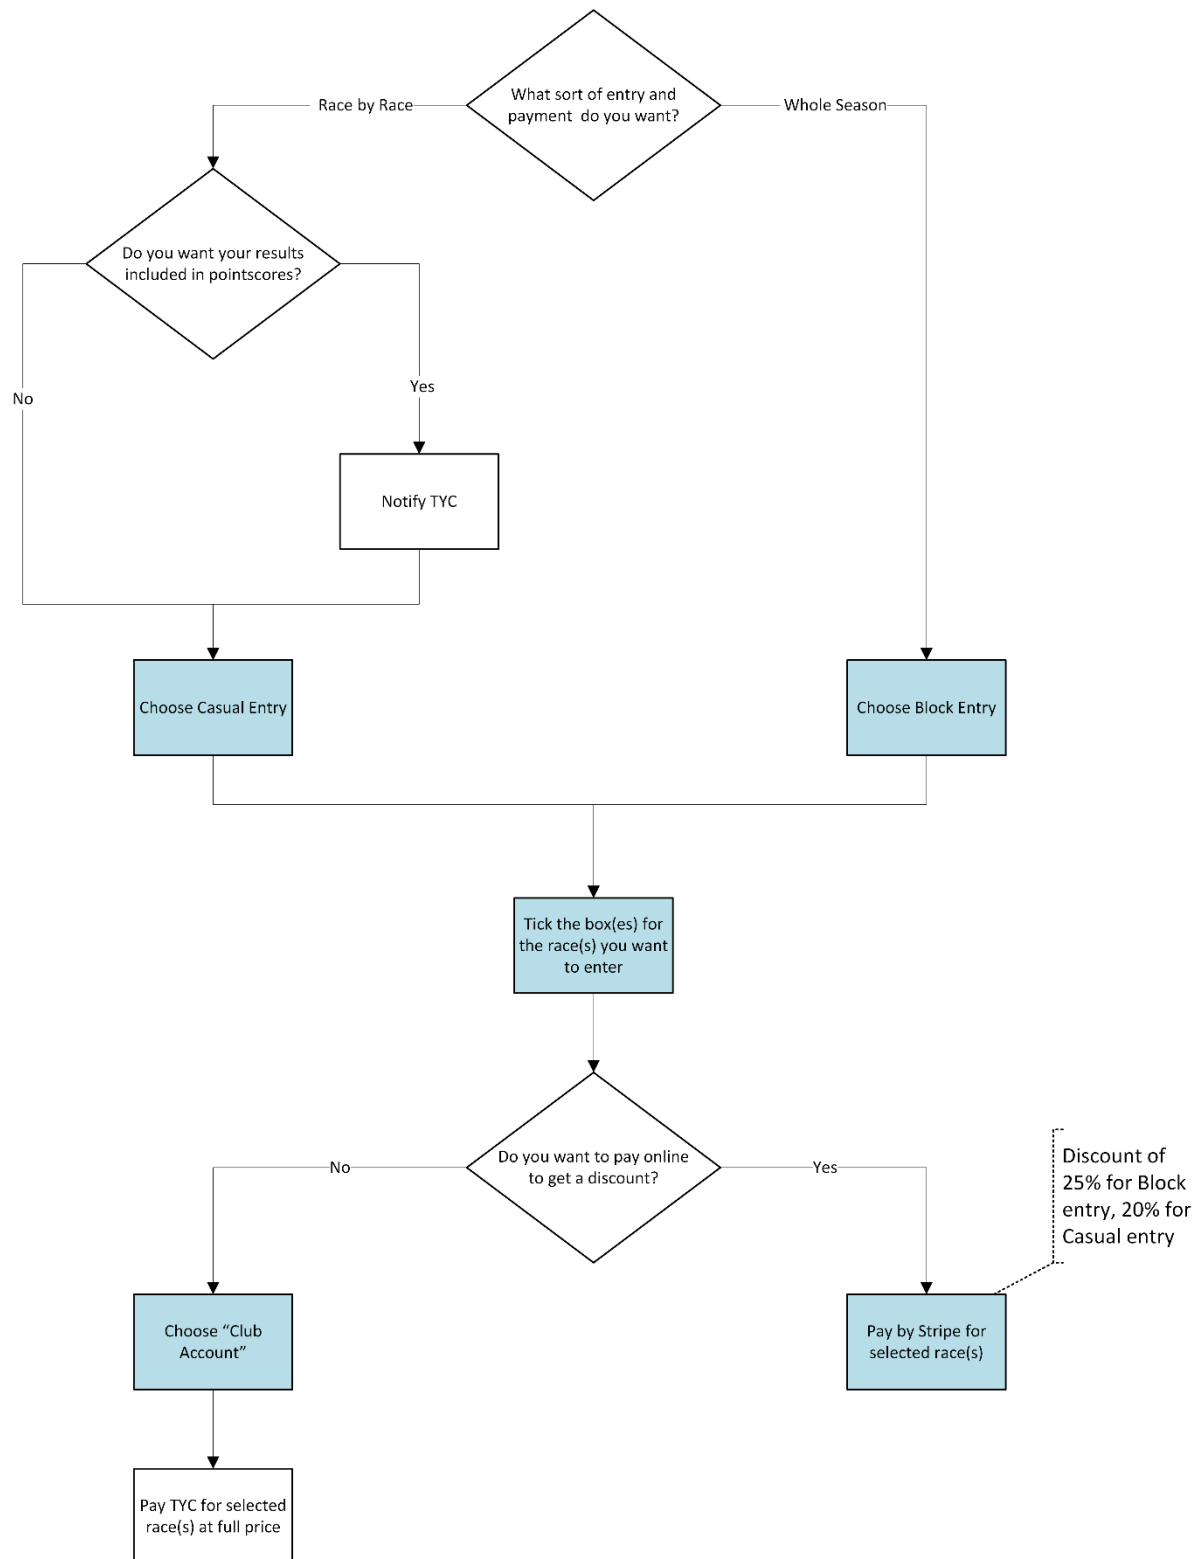 What sort of entry and
payment do you want?
Race by Race
Whole Season
Do you want your results
included in pointscores?
No
Yes
Notify TYC
Choose Casual Entry
Choose Block Entry
Tick the box(es) for
the race(s) you want
to enter
Do you want to pay online
to get a discount?
No
Yes
Discount of
25% for Block
entry, 20% for
Casual entry
Choose “Club
Account”
Pay by Stripe for
selected race(s)
Pay TYC for selected
race(s) at full price